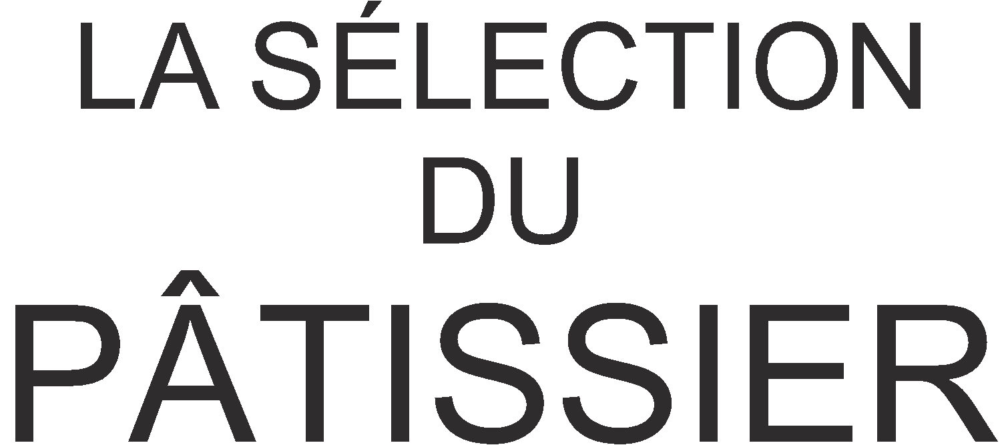 LA SÉLECTION
DU
PÂTISSIER